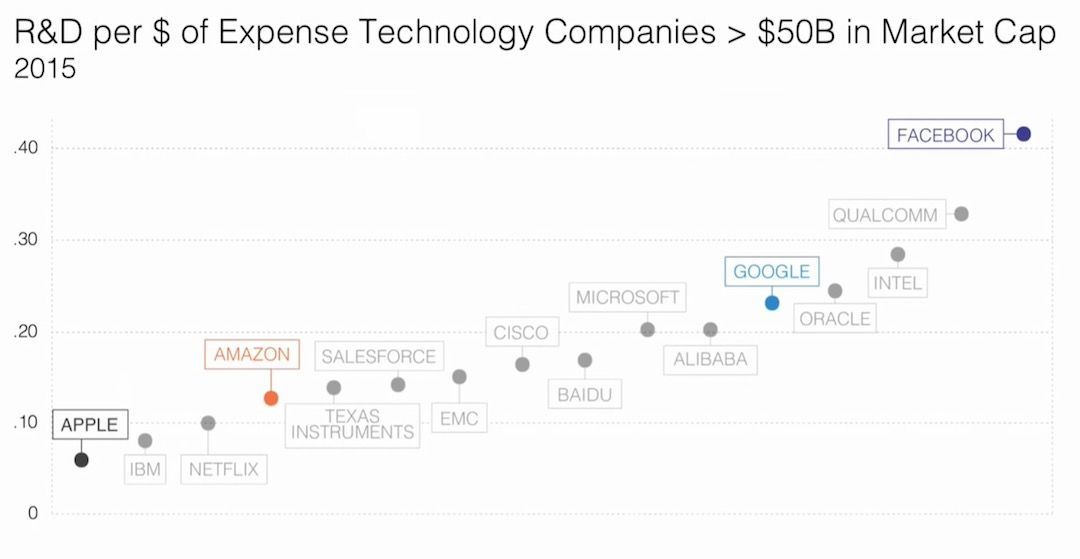 R&D per $ of Expense Technology Companies > $50B in Market Cap
2015
.40
FACEBOOK
QUALCOMM
.30
GOOGLE
INTEL
MICROSOFT
ORACLE
.20
CISCO
AMAZON
SALESFORCE
ALIBABA
BAIDU
.10
APPLE
TEXAS
INSTRUMENTS
EMC
IBM
NETFLIX
0